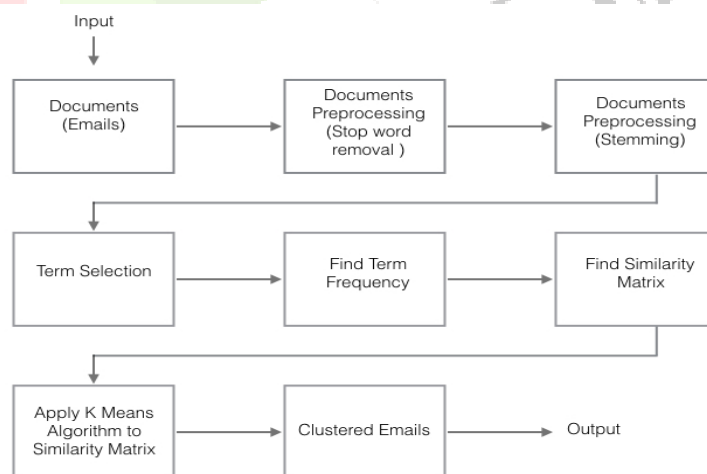 Input
Documents
(Emails)
Documents
Preprocessing
(Stop word
removal )
Documents
Preprocessing
(Stemming)
Term Selection
Find Term
Frequency
Find Similarity
Matrix
Apply K Means
Algorithm to
Similarity Matrix
Clustered Emails
Output